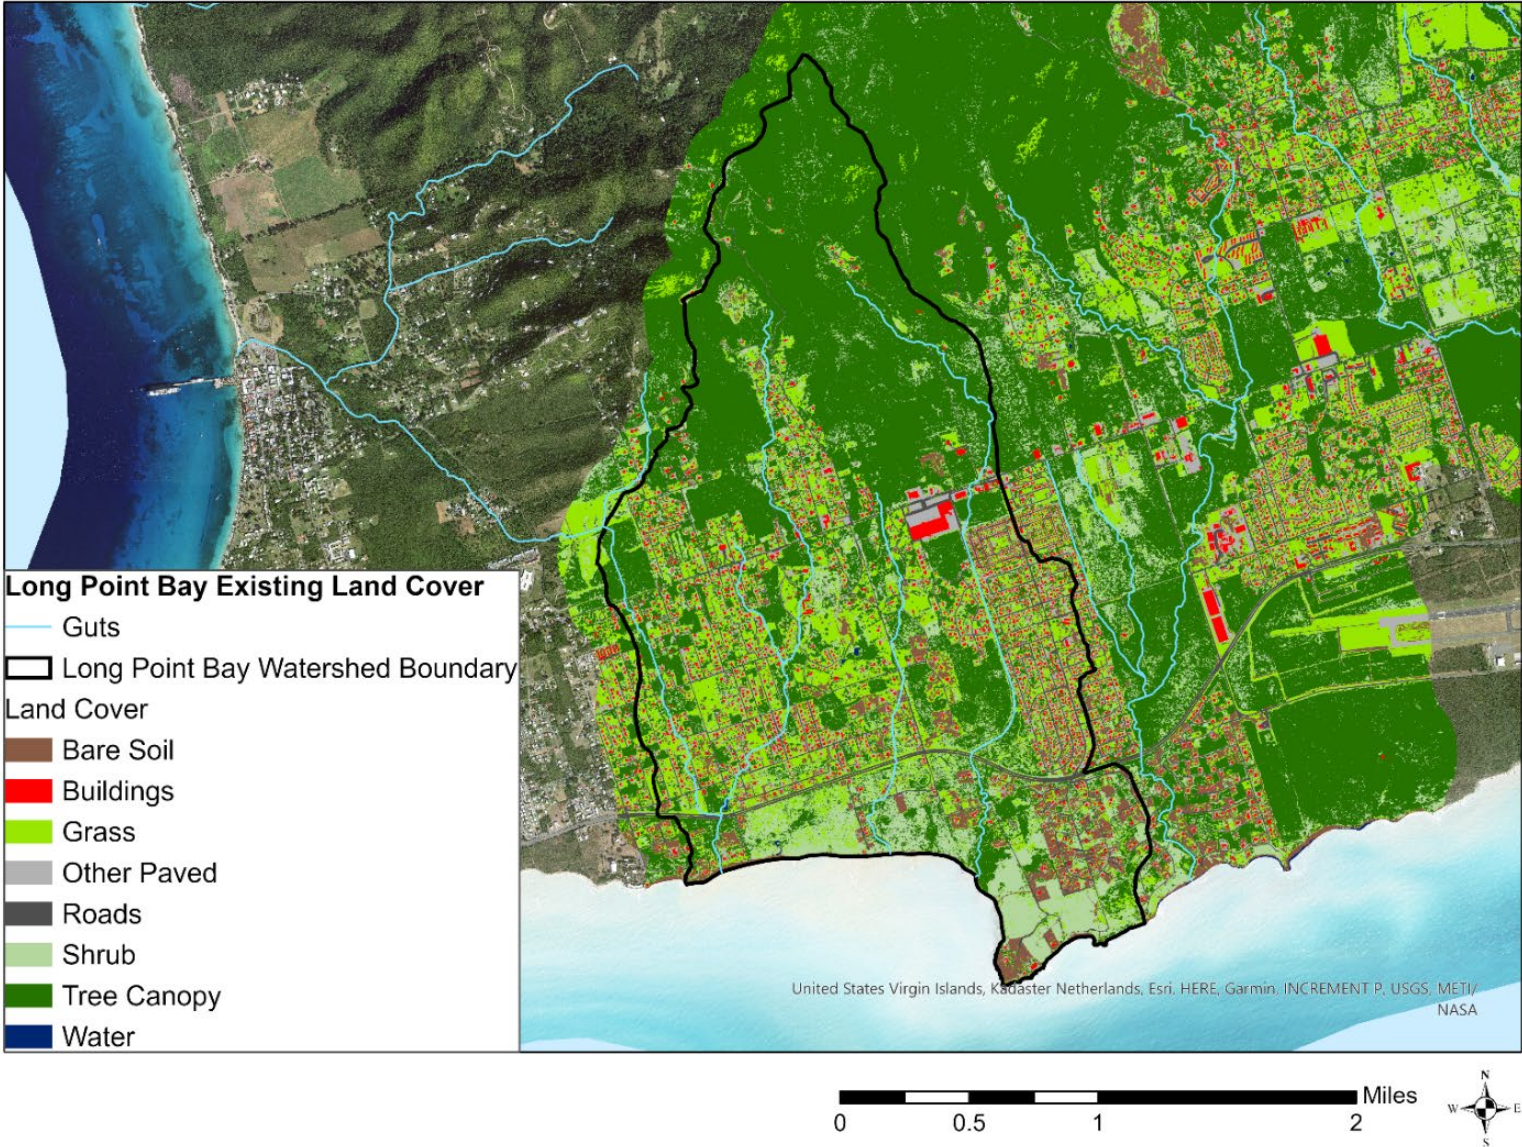 Long Point Bay Existing Land Cover
Guts
Long Point Bay Watershed Boundary
Land Cover
Bare Soil
Buildings
Grass
Other Paved
Roads
Shrub
Tree Canopy
Water
United States Virgin Islands, Kadaster Netherlands, Esri, HERE, Garmin, INCREMENT P, USGS, METI/
NASA
Miles
0 0.5 1 2
N
W E
S